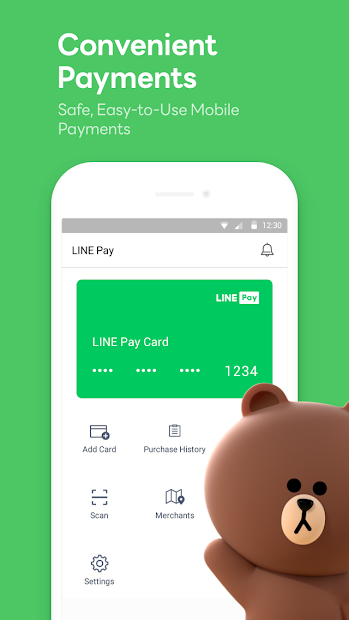 Convenient
Payments
Safe, Easy-to-Use Mobile
Payments
12:30
LINE Pay
LINE Pay
LINE Pay Card
•••• •••• •••• 1234
Add Card Purchase History
Scan Merchants
Settings